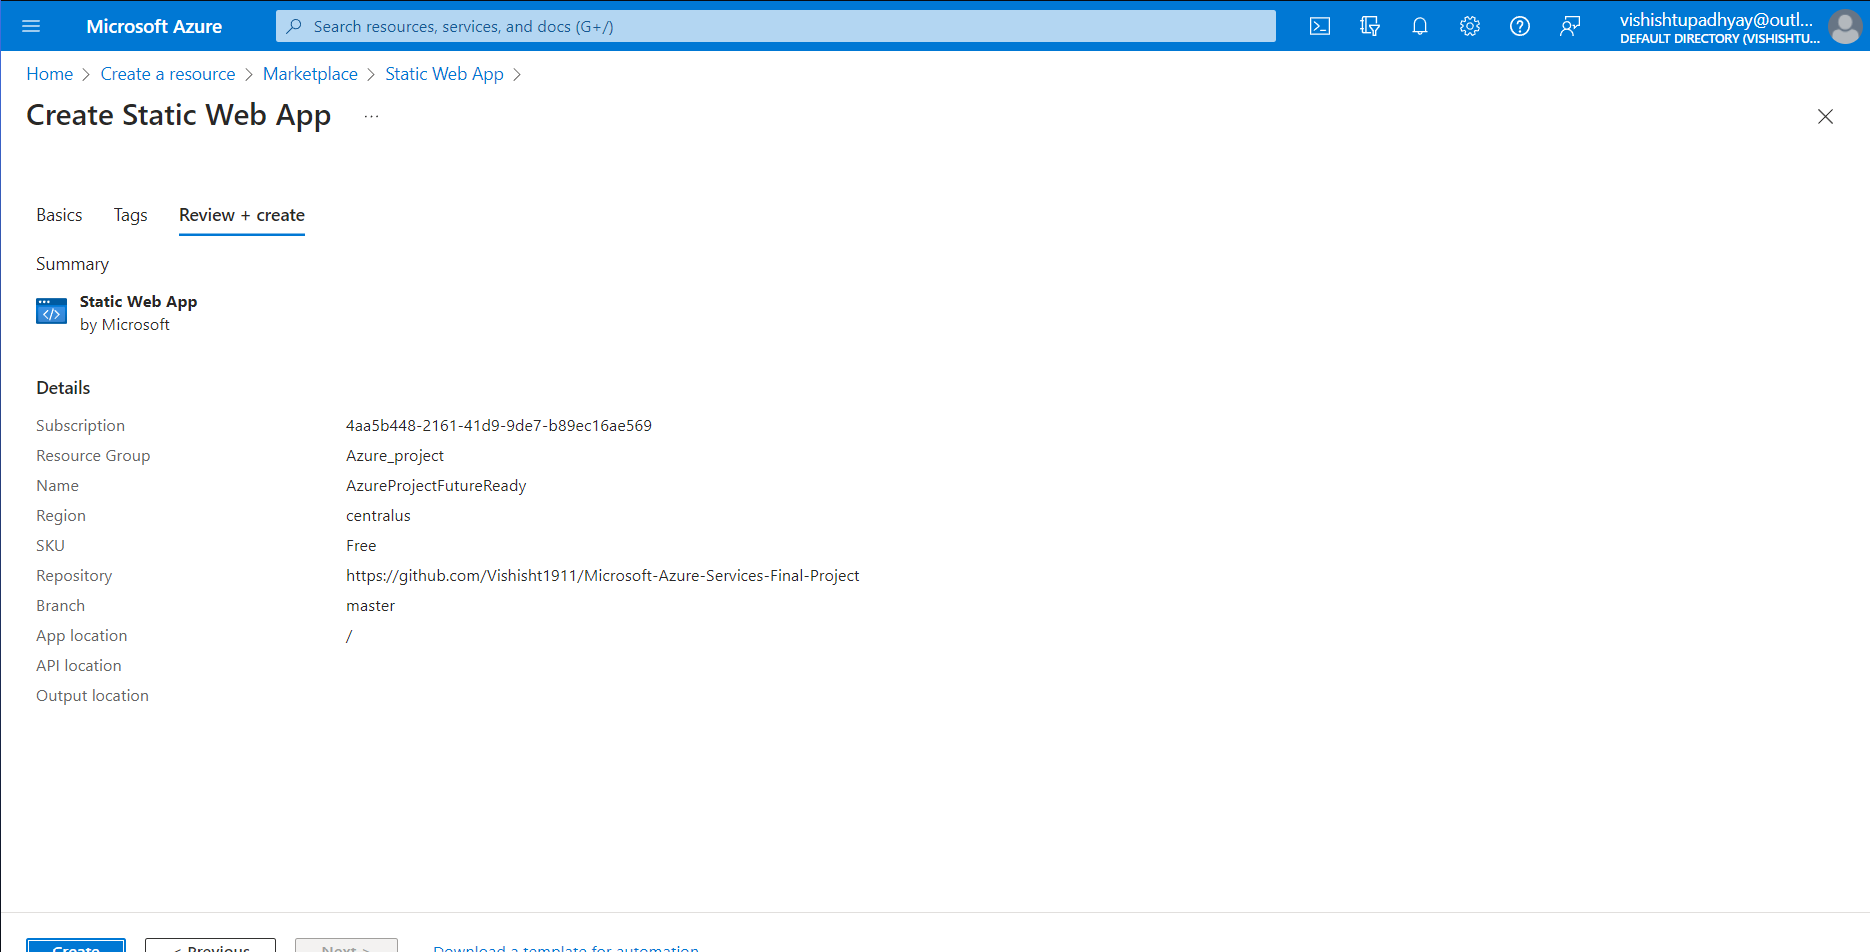 Microsoft Azure
Search resources, services, and docs (G+/)
vishishtupadhyay@outl...
DEFAULT DIRECTORY (VISHISHTU...
Home > Create a resource > Marketplace > Static Web App >
Create Static Web App ...
Basics Tags Review + create
Summary
Static Web App
by Microsoft
Details
Subscription 4aa5b448-2161-41d9-9de7-b89ec16ae569
Resource Group Azure_project
Name AzureProjectFutureReady
Region centralus
SKU Free
Repository https://github.com/Vishisht1911/Microsoft-Azure-Services-Final-Project
Branch master
App location /
API location
Output location
Create < Previous Next > Download a template for automation